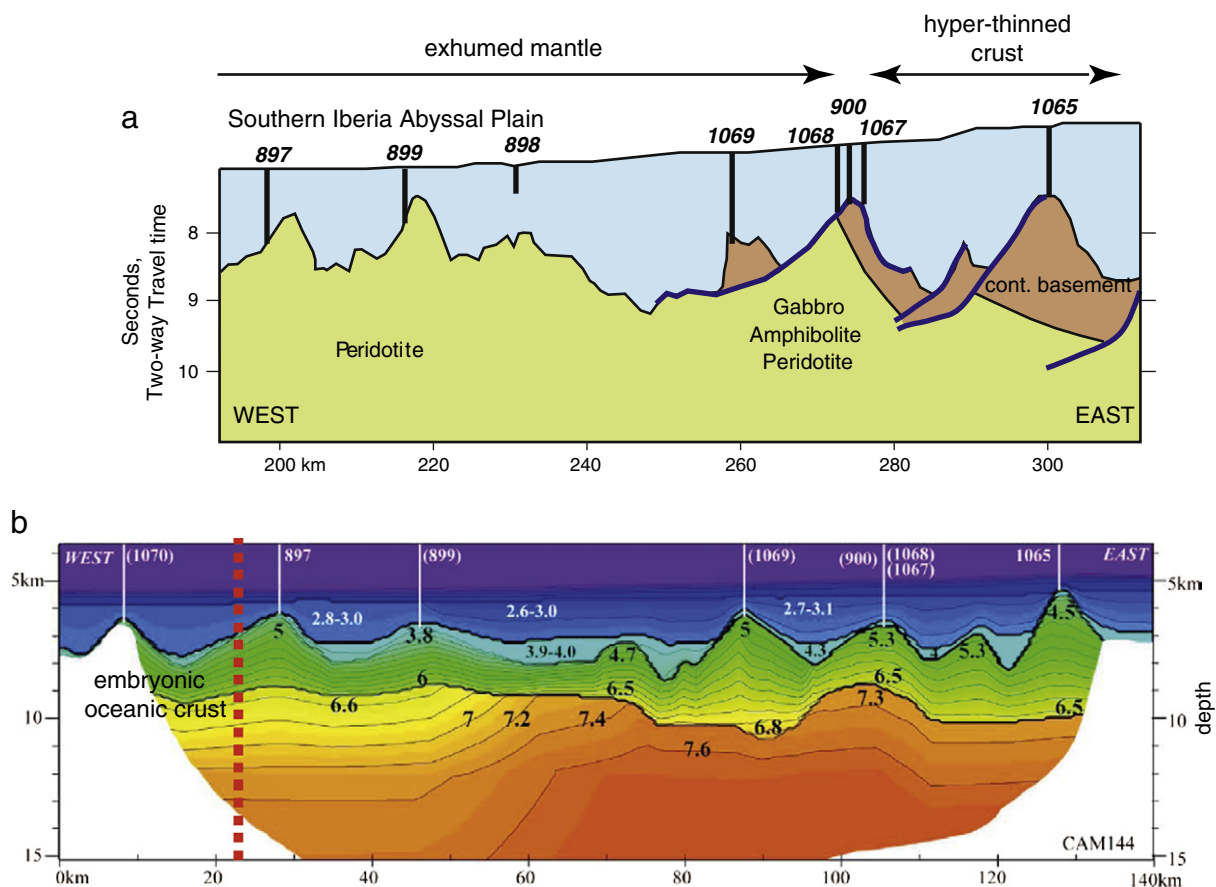 exhumed mantle
hyper-thinned
crust
a
Southern Iberia Abyssal Plain
897
899
898
1069
1068
900
1067
1065
8
9
10
Seconds,
Two-way Travel time
cont. basement
Gabbro
Amphibolite
Peridotite
Peridotite
WEST
EAST
200 km
220
240
260
280
300
b
WEST
(1070)
897
(899)
(1069)
(900)
(1068)
(1067)
1065
EAST
5km
5km
2.8-3.0
2.6-3.0
2.7-3.1
4.5
5
3.8
3.9-4.0
4.7
5
4.3
5.3
4
5.3
embryonic
oceanic crust
6
6.6
7
7.2
7.4
6.5
6.8
6.5
7.3
6.5
7.6
10
10
depth
15
15
CAM144
0km
20
40
60
80
100
120
140km